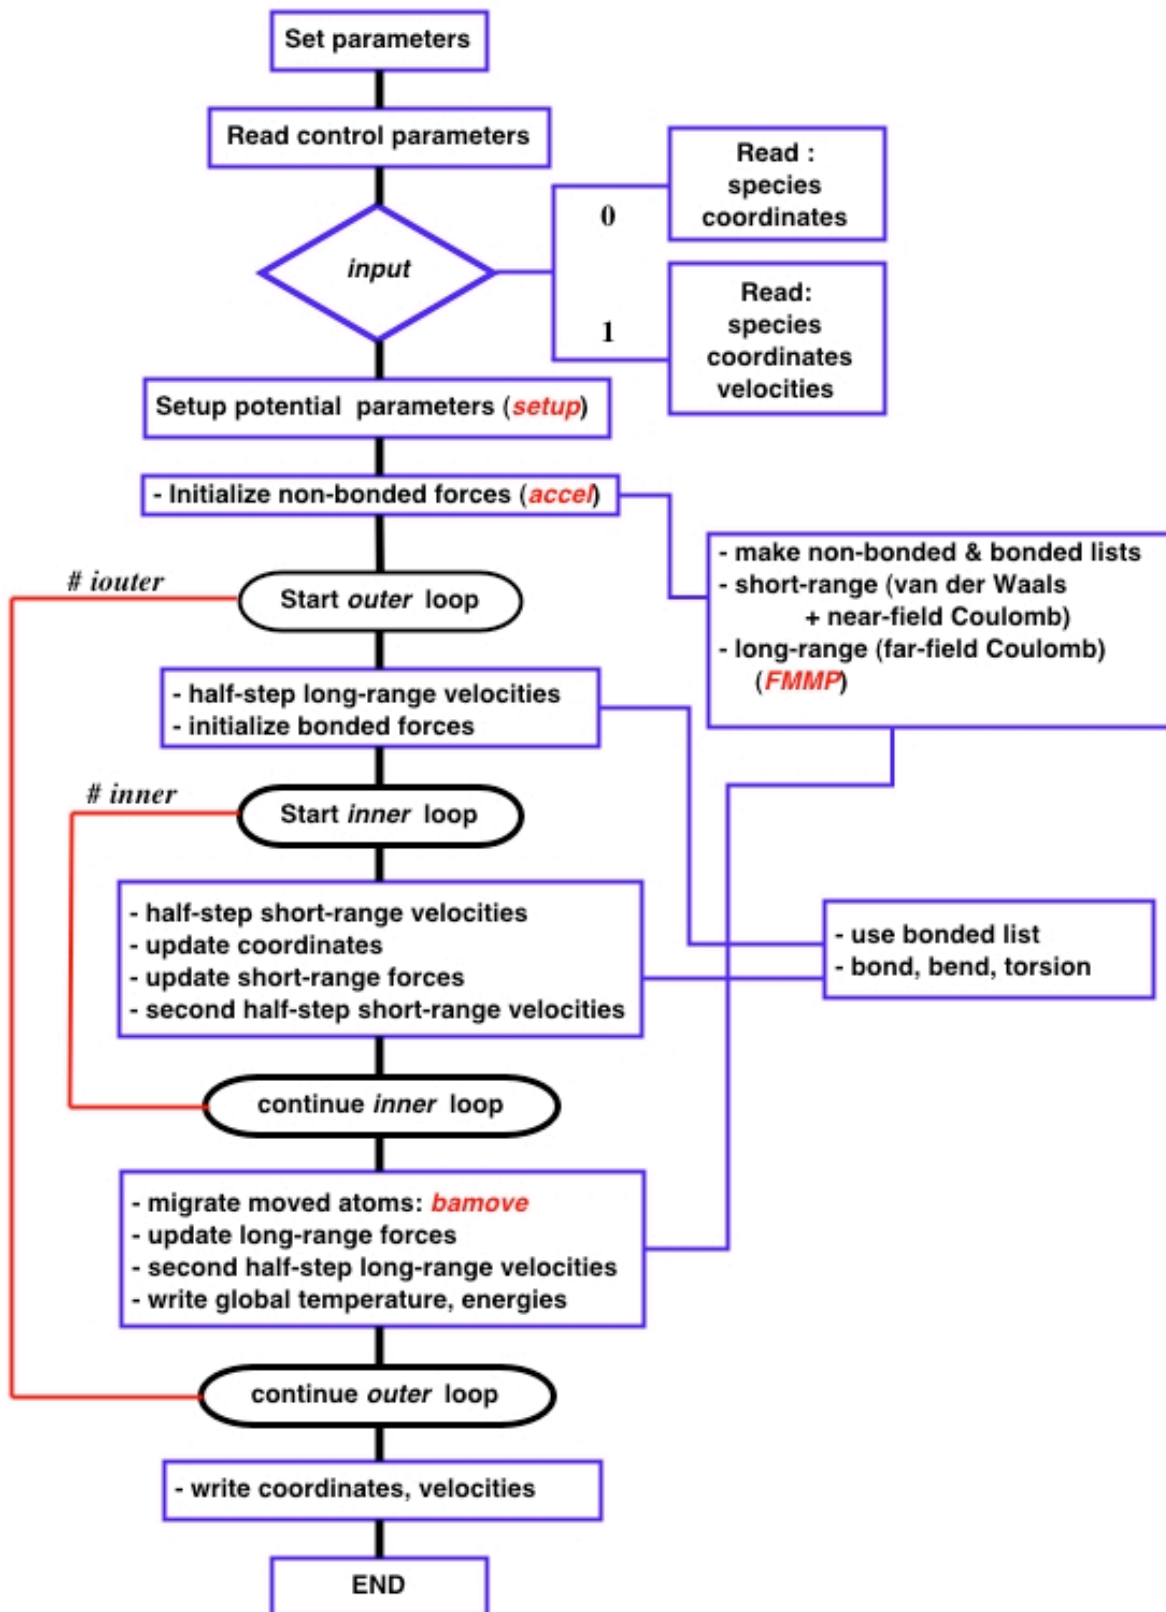 Set parameters
Read control parameters
Read :
species
coordinates
0
input
1
Read:
species
coordinates
velocities
Setup potential parameters (setup)
- Initialize non-bonded forces (accel)
- make non-bonded & bonded lists
- short-range (van der Waals
+ near-field Coulomb)
- long-range (far-field Coulomb)
(FMMP)
# iouter
Start outer loop
- half-step long-range velocities
- initialize bonded forces
# inner
Start inner loop
- half-step short-range velocities
- update coordinates
- update short-range forces
- second half-step short-range velocities
- use bonded list
- bond, bend, torsion
continue inner loop
- migrate moved atoms: bamove
- update long-range forces
- second half-step long-range velocities
- write global temperature, energies
continue outer loop
- write coordinates, velocities
END